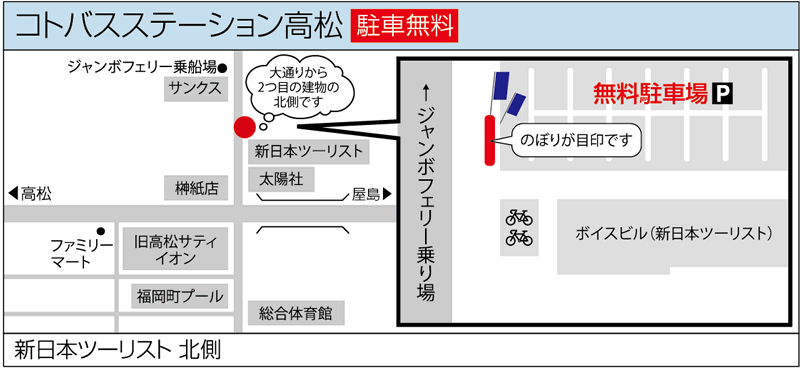 コトバスステーション高松 駐車無料
ジャンボフェリー乗船場
サンクス
大通りから
2つ目の建物の
北側です
新日本ツーリスト
太陽社
榊紙店
高松
屋島
ファミリー
マート
旧高松サティ
イオン
福岡町プール
総合体育館
↑ジャンボフェリー乗り場
無料駐車場 P
のぼりが目印です
ボイスビル(新日本ツーリスト)
新日本ツーリスト 北側